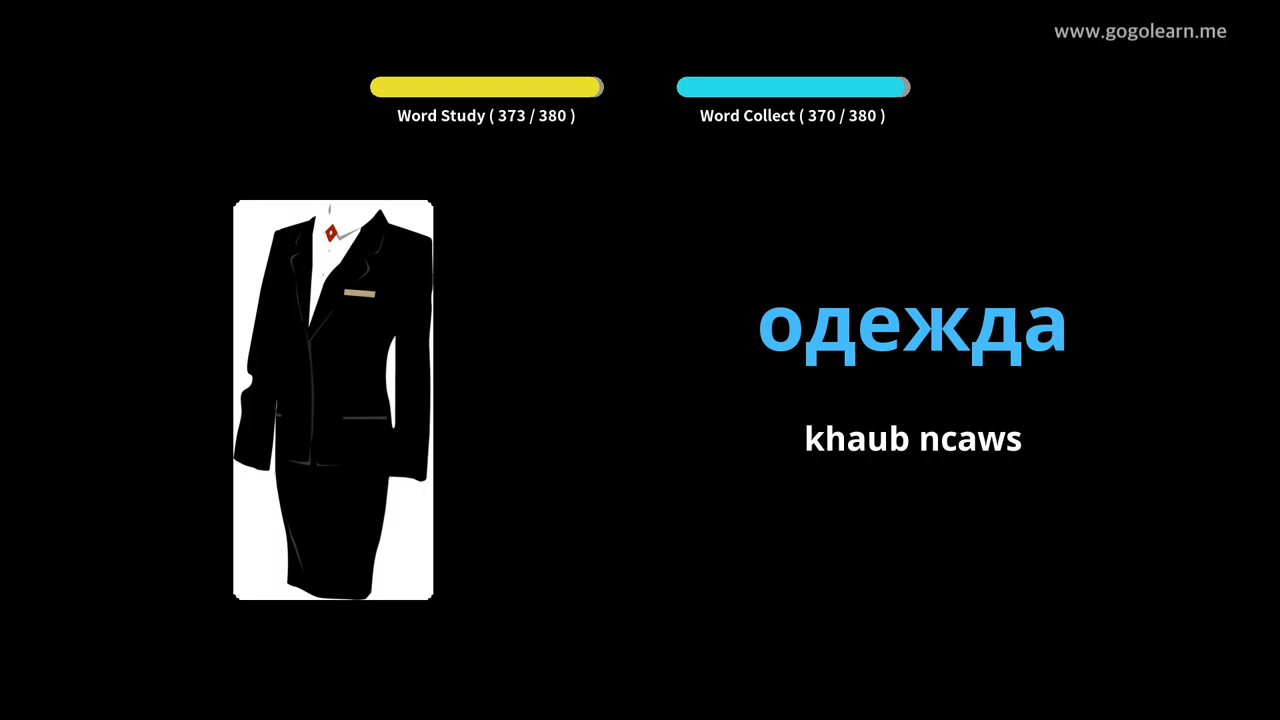 www.gogolearn.me
Word Study ( 373 / 380 )
Word Collect ( 370 / 380 )
одежда
khaub ncaws